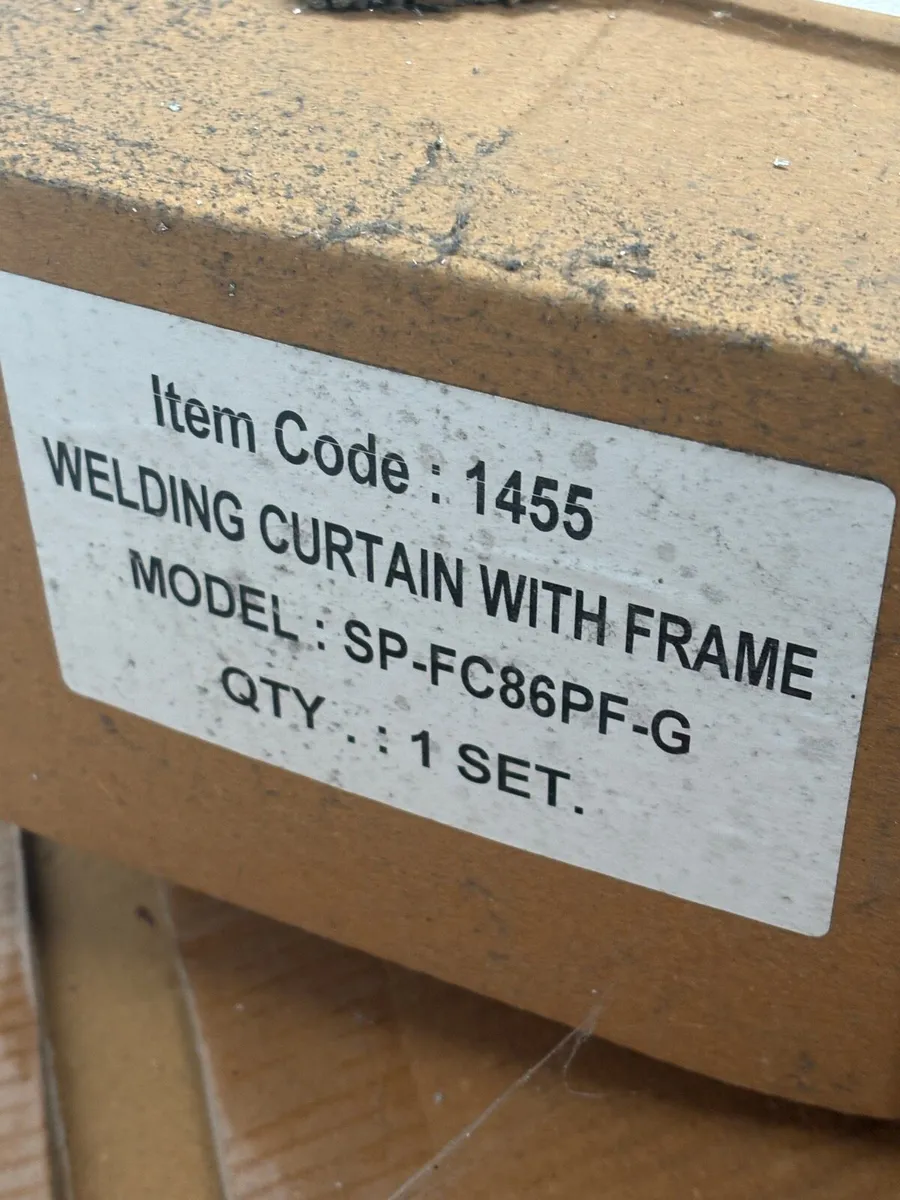 Item Code : 1455
WELDING CURTAIN WITH FRAME
MODEL : SP-FC86PF-G
QTY . : 1 SET.